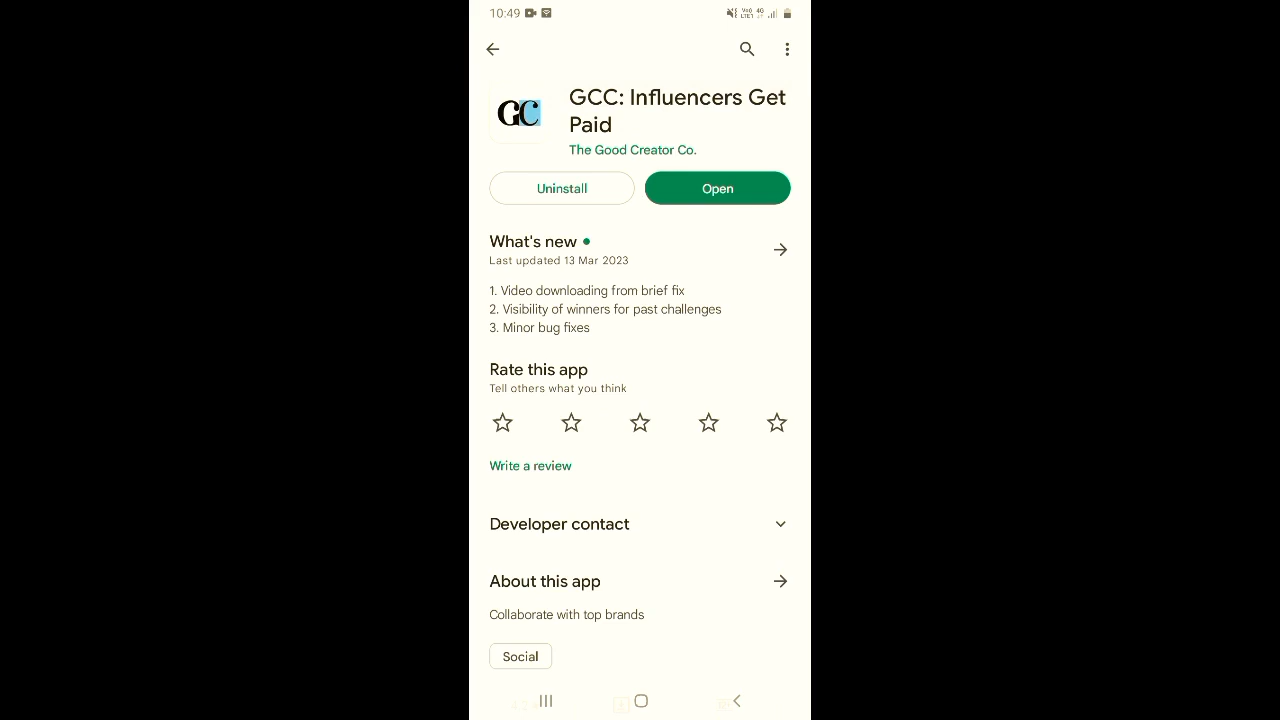 10:49
Vo) 4G
LTE1
GC
GCC: Influencers Get
Paid
The Good Creator Co.
Uninstall
Open
What's new
Last updated 13 Mar 2023
1. Video downloading from brief fix
2. Visibility of winners for past challenges
3. Minor bug fixes
Rate this app
Tell others what you think
Write a review
Developer contact
About this app
Collaborate with top brands
Social